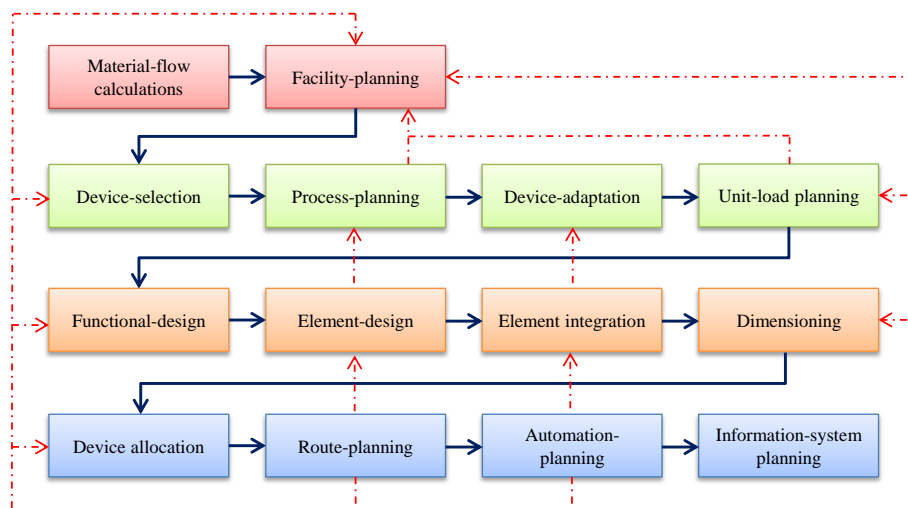 Material-flow
calculations
Facility-planning
Device-selection
Process-planning
Device-adaptation
Unit-load planning
Functional-design
Element-design
Element integration
Dimensioning
Device allocation
Route-planning
Automation-
planning
Information-system
planning